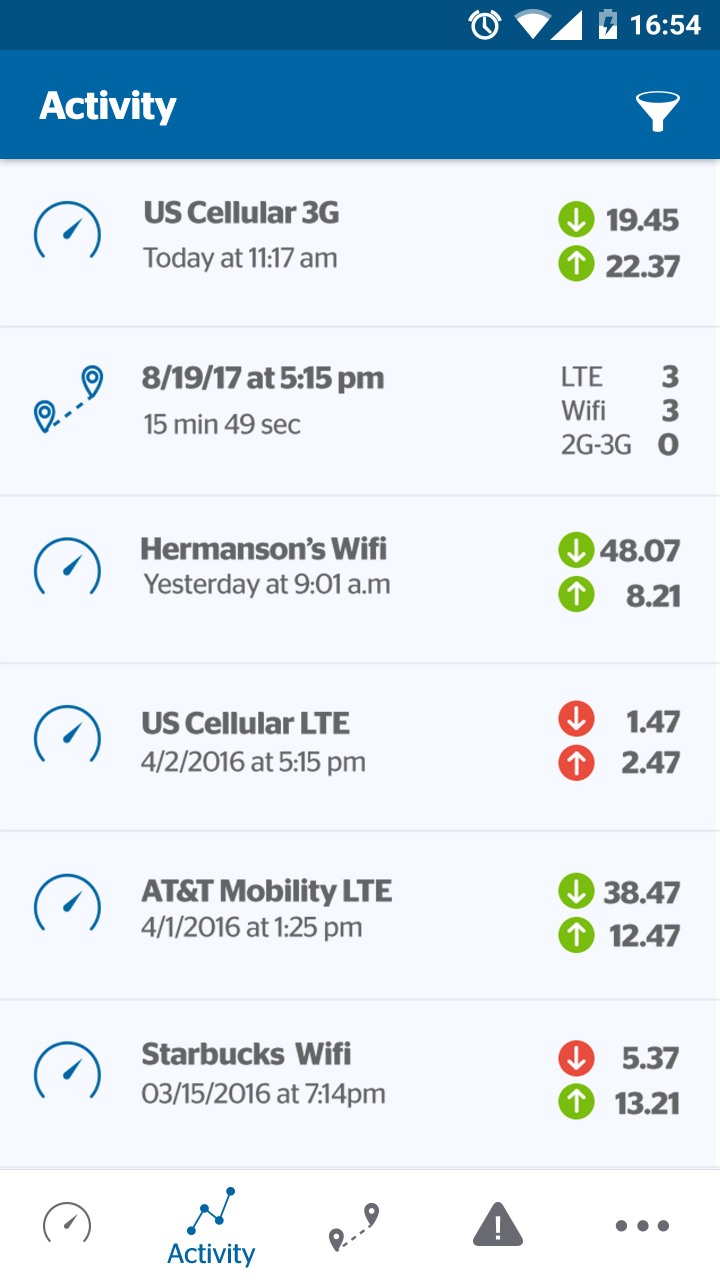 16:54
Activity
US Cellular 3G
Today at 11:17 am
19.45
22.37
8/19/17 at 5:15 pm
15 min 49 sec
LTE 3
Wifi 3
2G-3G 0
Hermanson's Wifi
Yesterday at 9:01 a.m
48.07
8.21
US Cellular LTE
4/2/2016 at 5:15 pm
1.47
2.47
AT&T Mobility LTE
4/1/2016 at 1:25 pm
38.47
12.47
Starbucks Wifi
03/15/2016 at 7:14pm
5.37
13.21
Activity